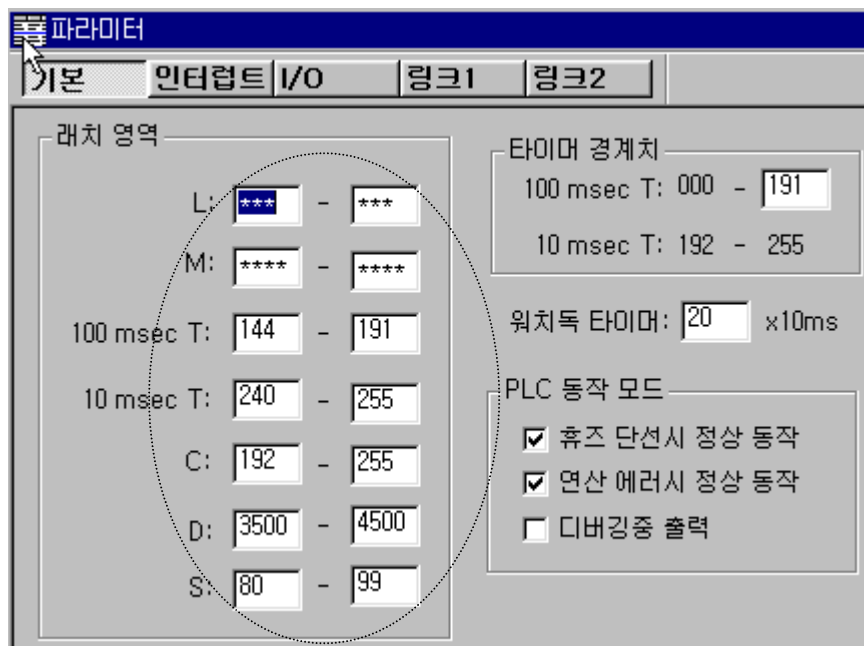 파라미터
기본 인터럽트 I/O 링크1 링크2
래치 영역
L: *** - ***
M: **** - ****
100 msec T: 144 - 191
10 msec T: 240 - 255
C: 192 - 255
D: 3500 - 4500
S: 80 - 99
타이머 경계치
100 msec T: 000 - 191
10 msec T: 192 - 255
워치독 타이머: 20 x10ms
PLC 동작 모드
휴즈 단선시 정상 동작
연산 에러시 정상 동작
디버깅중 출력